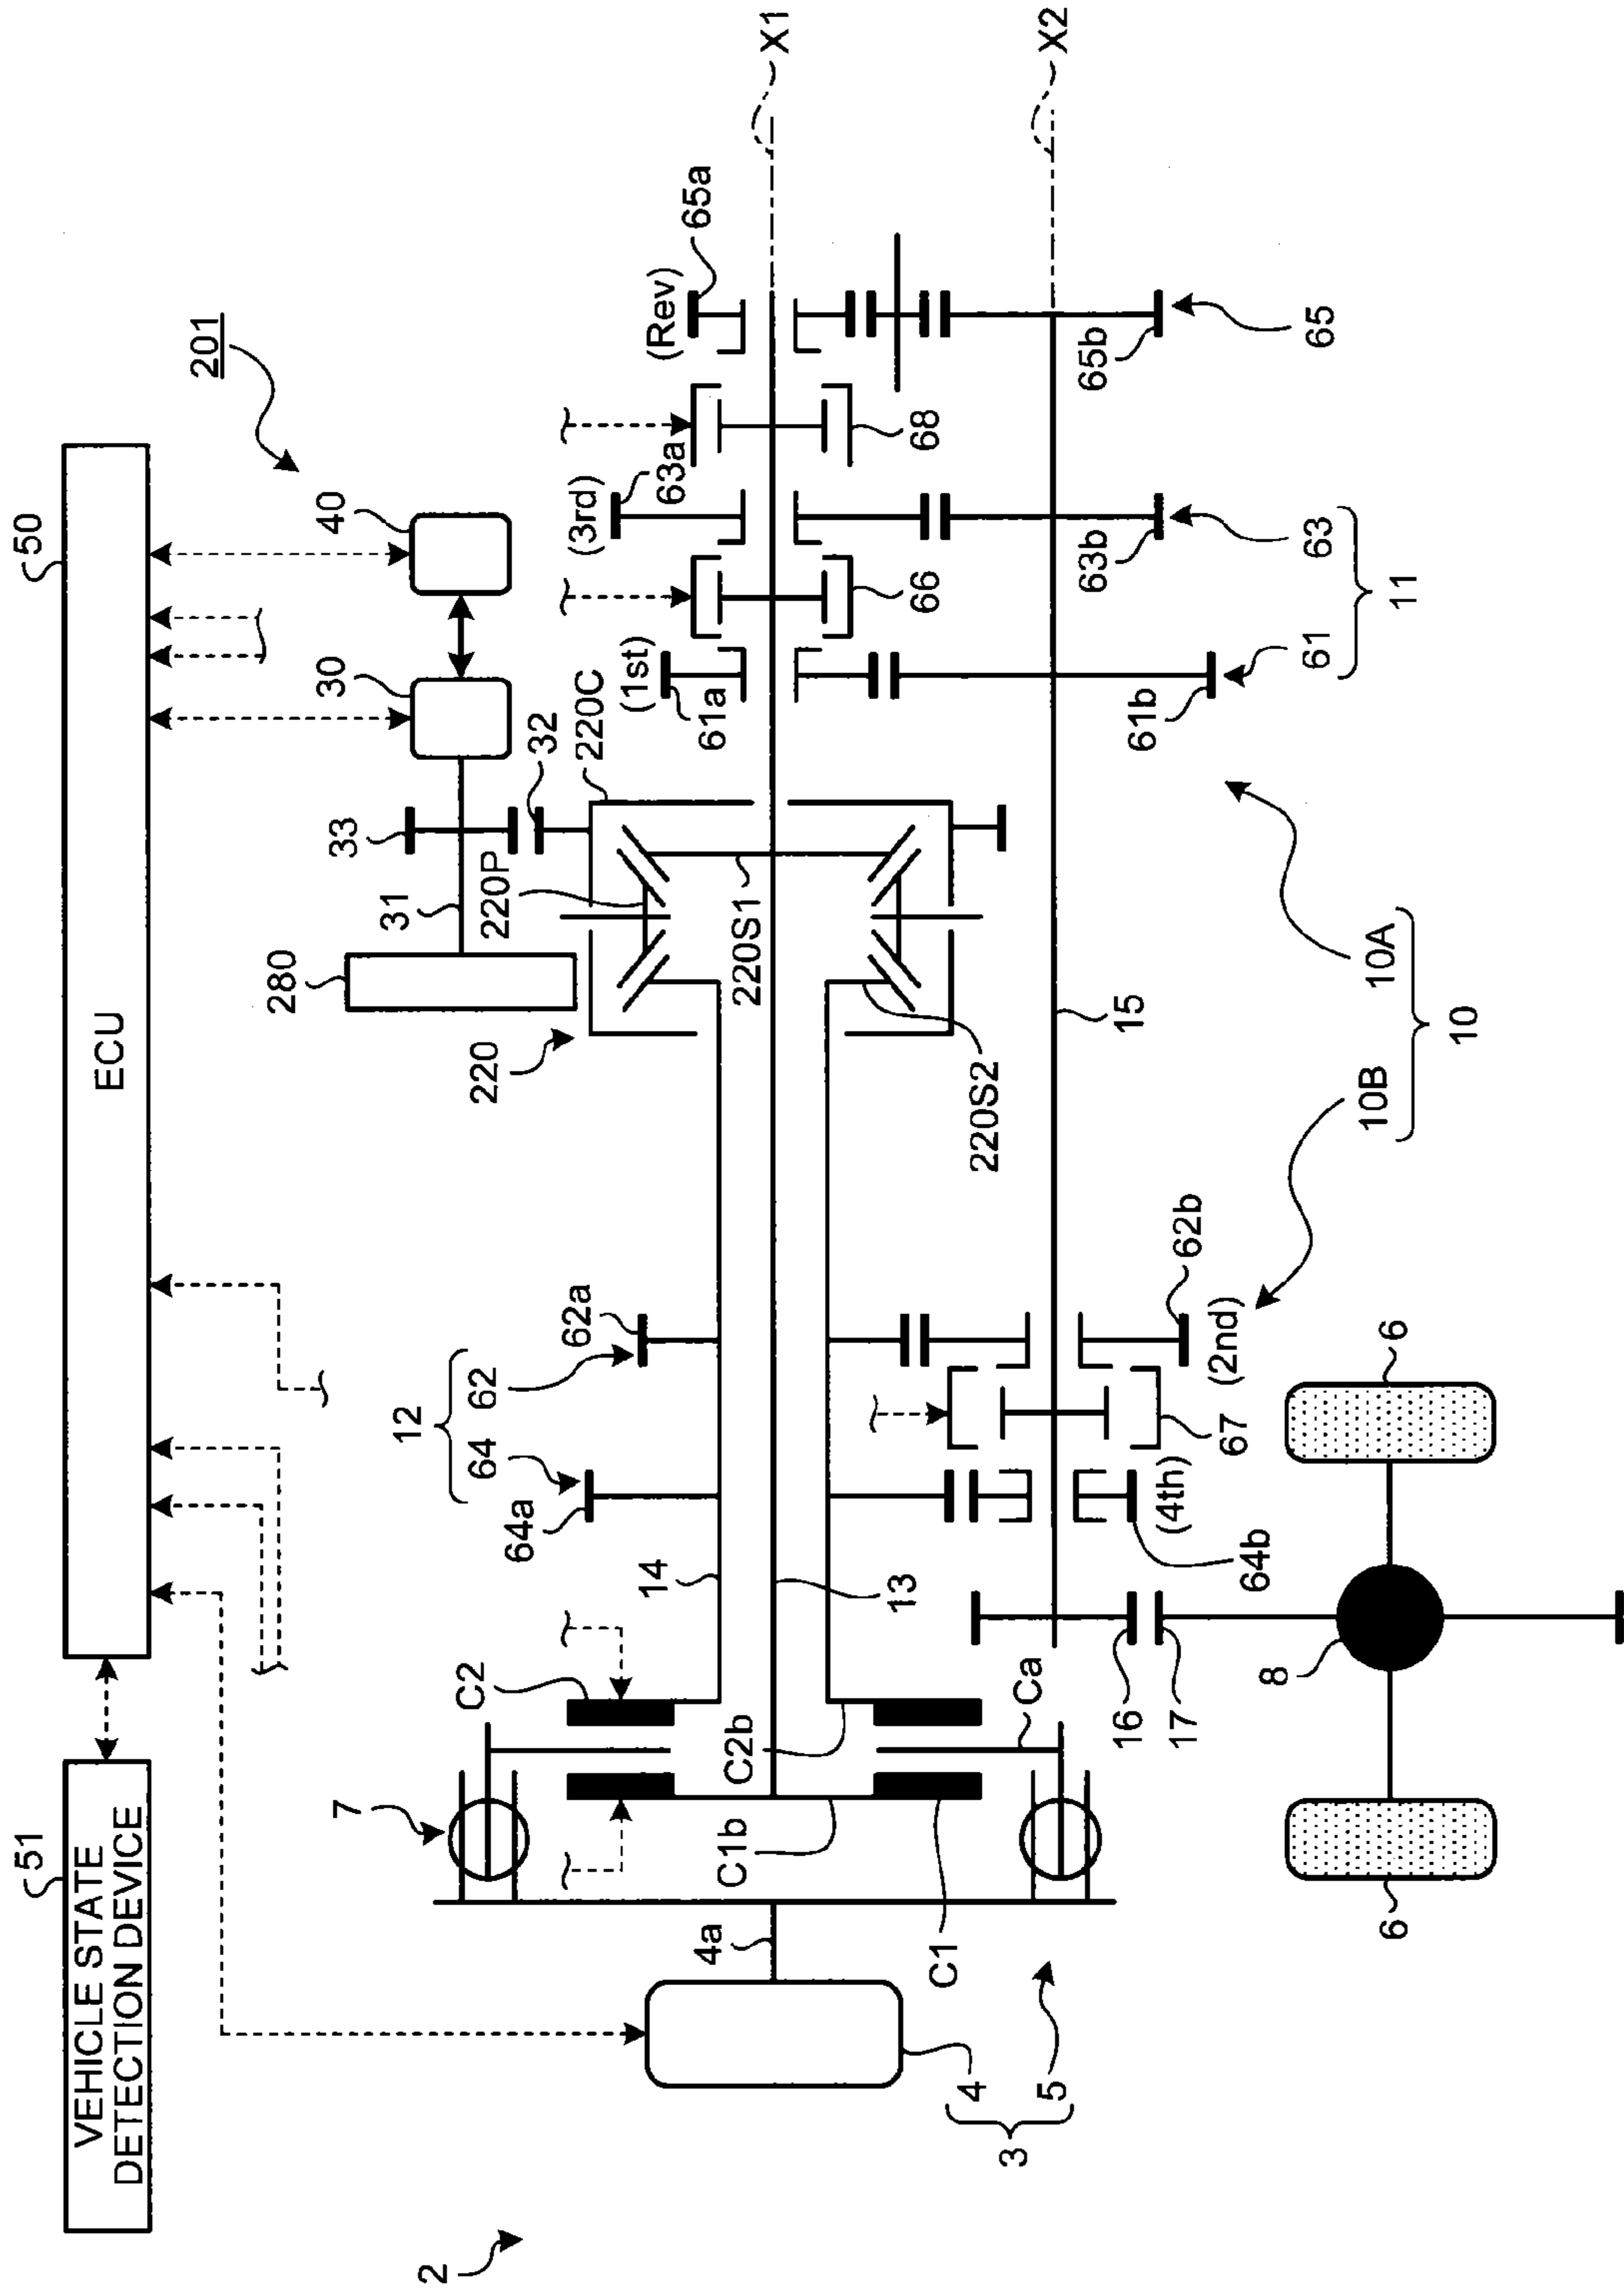 VEHICLE STATE
DETECTION DEVICE
51
ECU
50
201
40
30
33
31
32
280
220P
220C
220
220S1
220S2
(1st)
61a
(3rd)
63a
(Rev)
65a
X1
X2
66
68
61b
63b
65b
61
63
65
11
10A
10B
10
15
12
62
64
62a
64a
62b
(2nd)
67
(4th)
64b
14
13
C2
C2b
C1b
C1
Ca
7
16
17
8
6
6
4a
4
5
3
2